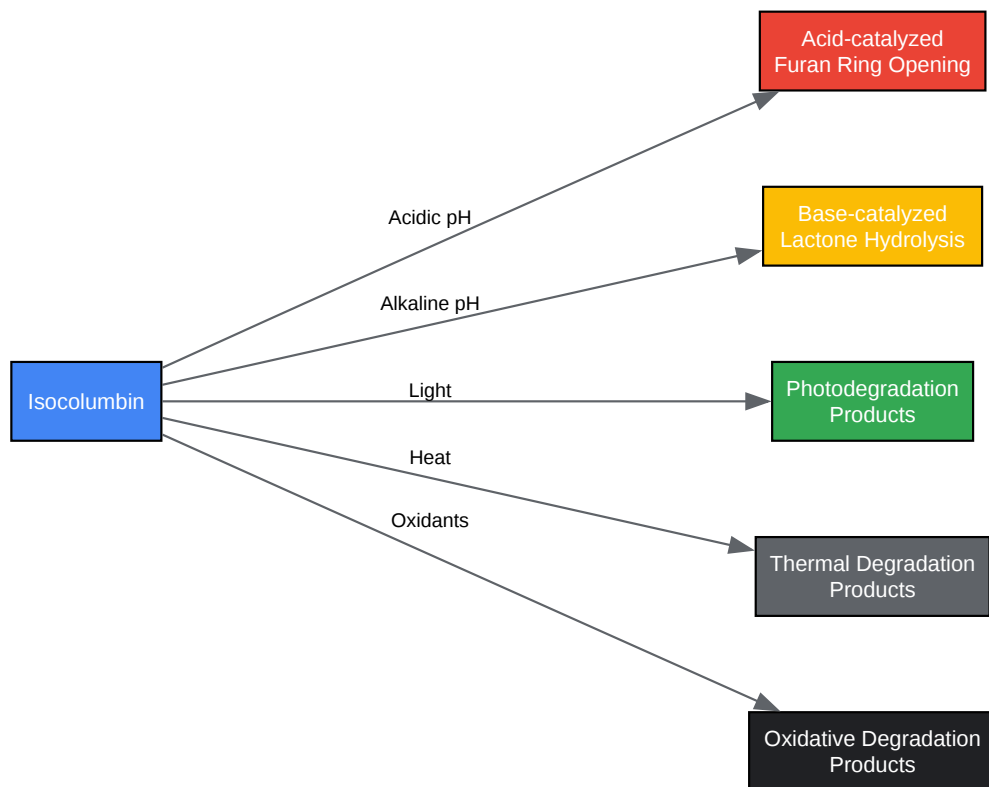 Acid-catalyzed
Furan Ring Opening
Acidic pH
Base-catalyzed
Lactone Hydrolysis
Alkaline pH
Isocolumbin
Light
Photodegradation
Products
Heat
Oxidants
Thermal Degradation
Products
Oxidative Degradation
Products